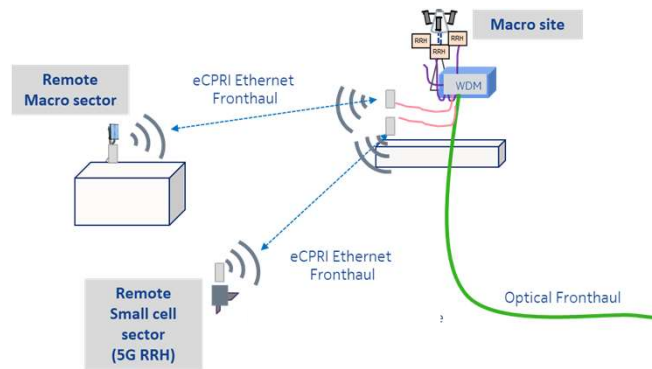 RRH
RRH
RRH
Macro site
WDM
Remote
Macro sector
eCPRI Ethernet
Fronthaul
eCPRI Ethernet
Fronthaul
Remote
Small cell
sector
(5G RRH)
Optical Fronthaul
e